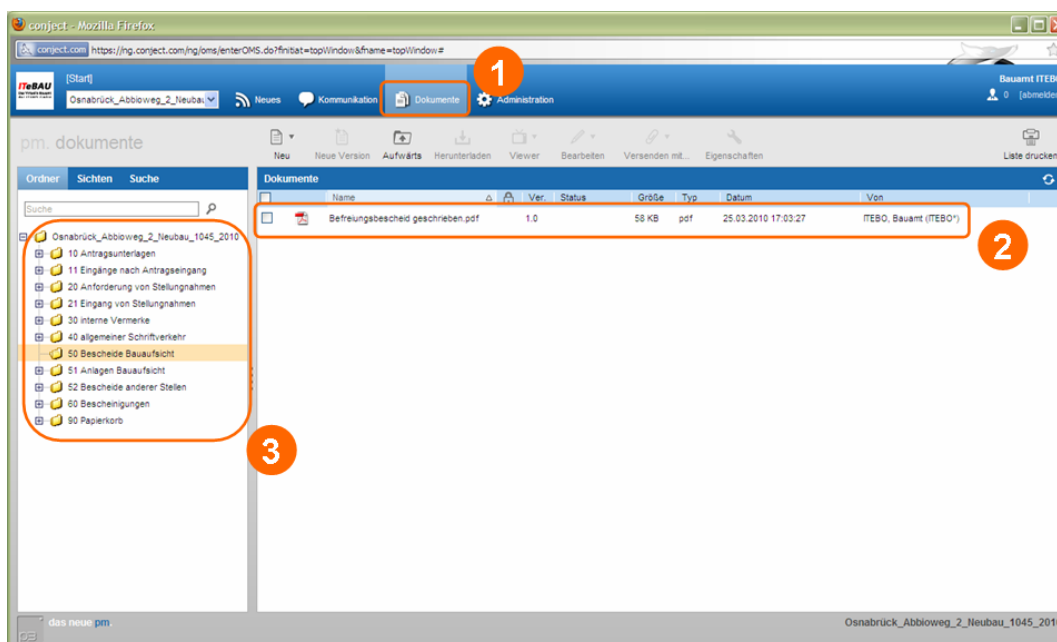 conject - Mozilla Firefox
conject.com https://ng.conject.com/ng/oms/enterOMS.do?finitiat=topWindow&fname=topWindow#
1
ITeBAU
[Start]
Bauamt ITEBO
Osnabrück_Abbioweg_2_Neubau
Neues
Kommunikation
Dokumente
Administration
0 [abmelden
pm. dokumente
Neu
Neue Version
Aufwärts
Herunterladen
Viewer
Bearbeiten
Versenden mit...
Eigenschaften
Liste drucken
Ordner Sichten Suche
Dokumente
Suche
Name Ver. Status Größe Typ Datum Von
Befreiungsbescheid geschrieben.pdf 1.0 58 KB pdf 25.03.2010 17:03:27 ITEBO, Bauamt (ITEBO*)
2
Osnabrück_Abbioweg_2_Neubau_1045_2010
10 Antragsunterlagen
11 Eingänge nach Antragseingang
20 Anforderung von Stellungnahmen
21 Eingang von Stellungnahmen
30 interne Vermerke
40 allgemeiner Schriftverkehr
50 Bescheide Bauaufsicht
51 Anlagen Bauaufsicht
52 Bescheide anderer Stellen
60 Bescheinigungen
90 Papierkorb
3
das neue pm.
Osnabrück_Abbioweg_2_Neubau_1045_201